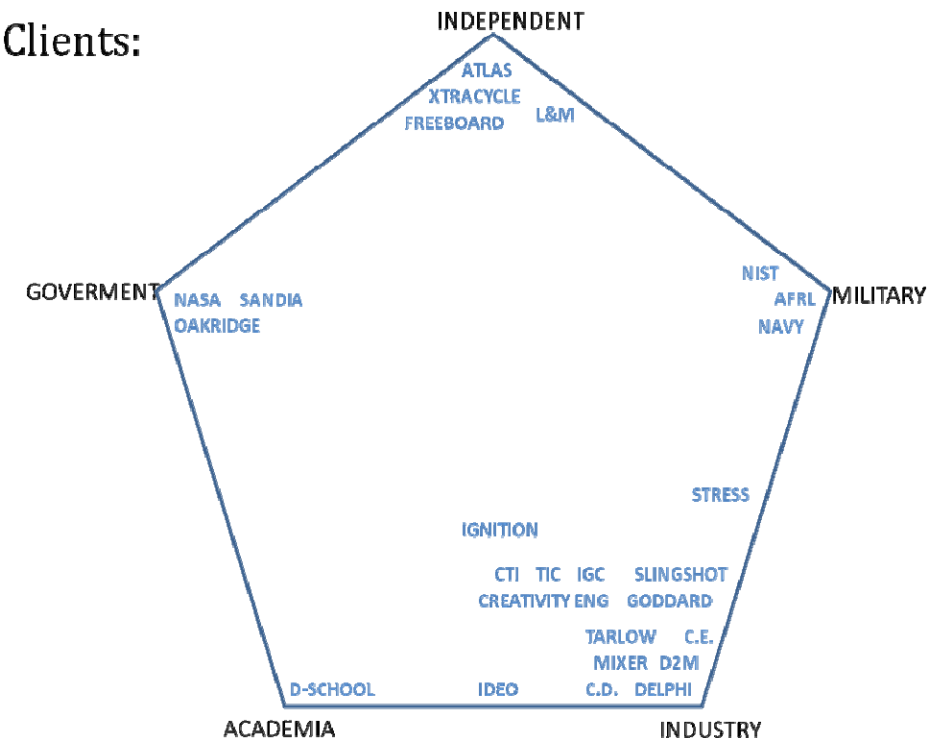 Clients:
INDEPENDENT
ATLAS
XTRACYCLE
L&M
FREEBOARD
NIST
GOVERMENT
NASA SANDIA
AFRL
MILITARY
OAKRIDGE
NAVY
STRESS
IGNITION
CTI TIC IGC SLINGSHOT
CREATIVITY ENG GODDARD
TARLOW C.E.
MIXER D2M
D-SCHOOL IDEO C.D. DELPHI
ACADEMIA
INDUSTRY